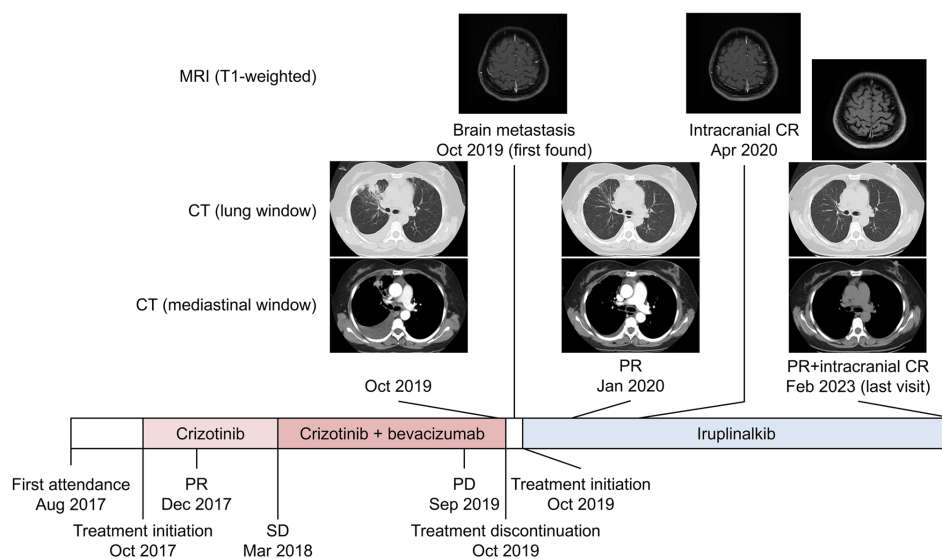 MRI (T1-weighted)
Brain metastasis
Oct 2019 (first found)
Intracranial CR
Apr 2020
CT (lung window)
CT (mediastinal window)
Oct 2019
PR
Jan 2020
PR+intracranial CR
Feb 2023 (last visit)
Crizotinib
Crizotinib + bevacizumab
Iruplinalkib
First attendance
Aug 2017
Treatment initiation
Oct 2017
PR
Dec 2017
SD
Mar 2018
PD
Sep 2019
Treatment discontinuation
Oct 2019
Treatment initiation
Oct 2019